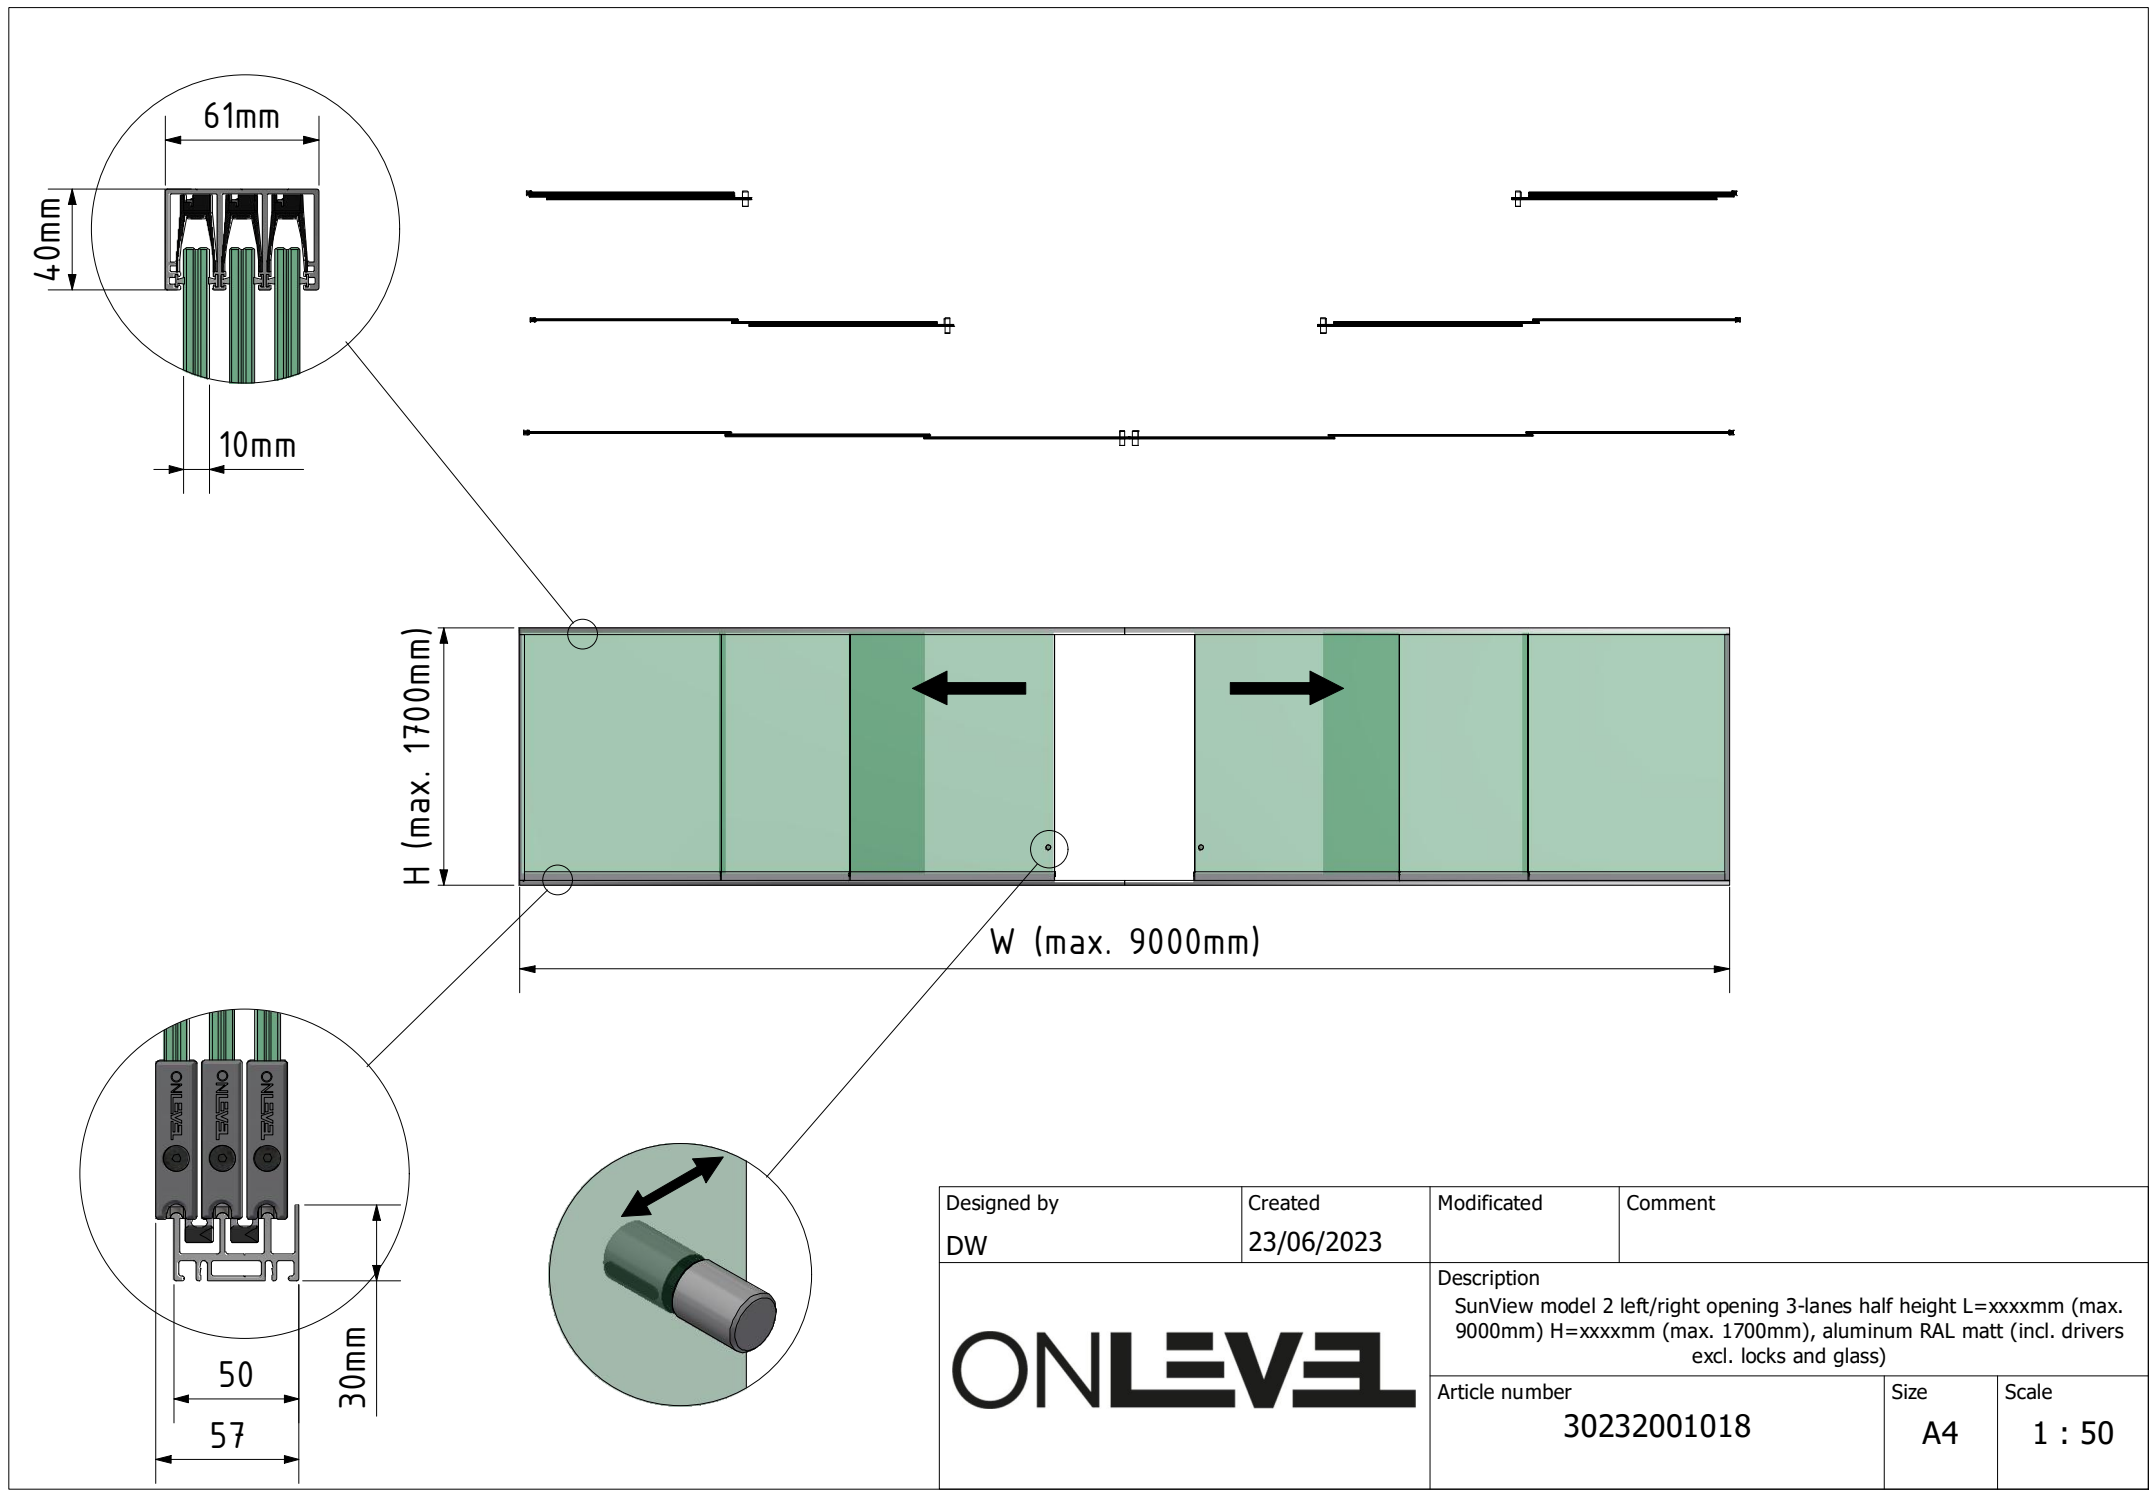 61mm
40mm
10mm
H (max. 1700mm)
W (max. 9000mm)
ONLEVEL
ONLEVEL
ONLEVEL
50
57
30mm
Designed by
DW
Created
23/06/2023
Modificated
Comment
ONLEVEL
Description
SunView model 2 left/right opening 3-lanes half height L=xxxxmm (max.
9000mm) H=xxxxmm (max. 1700mm), aluminum RAL matt (incl. drivers
excl. locks and glass)
Article number
30232001018
Size
A4
Scale
1 : 50